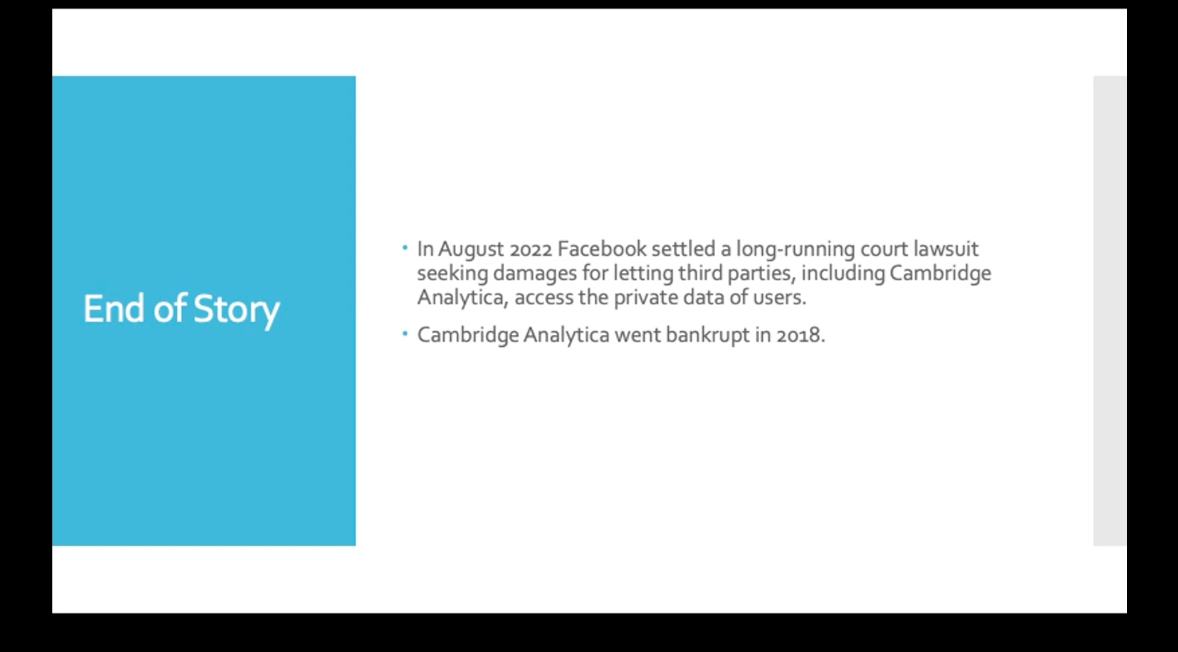 End of Story
• In August 2022 Facebook settled a long-running court lawsuit
seeking damages for letting third parties, including Cambridge
Analytica, access the private data of users.
• Cambridge Analytica went bankrupt in 2018.